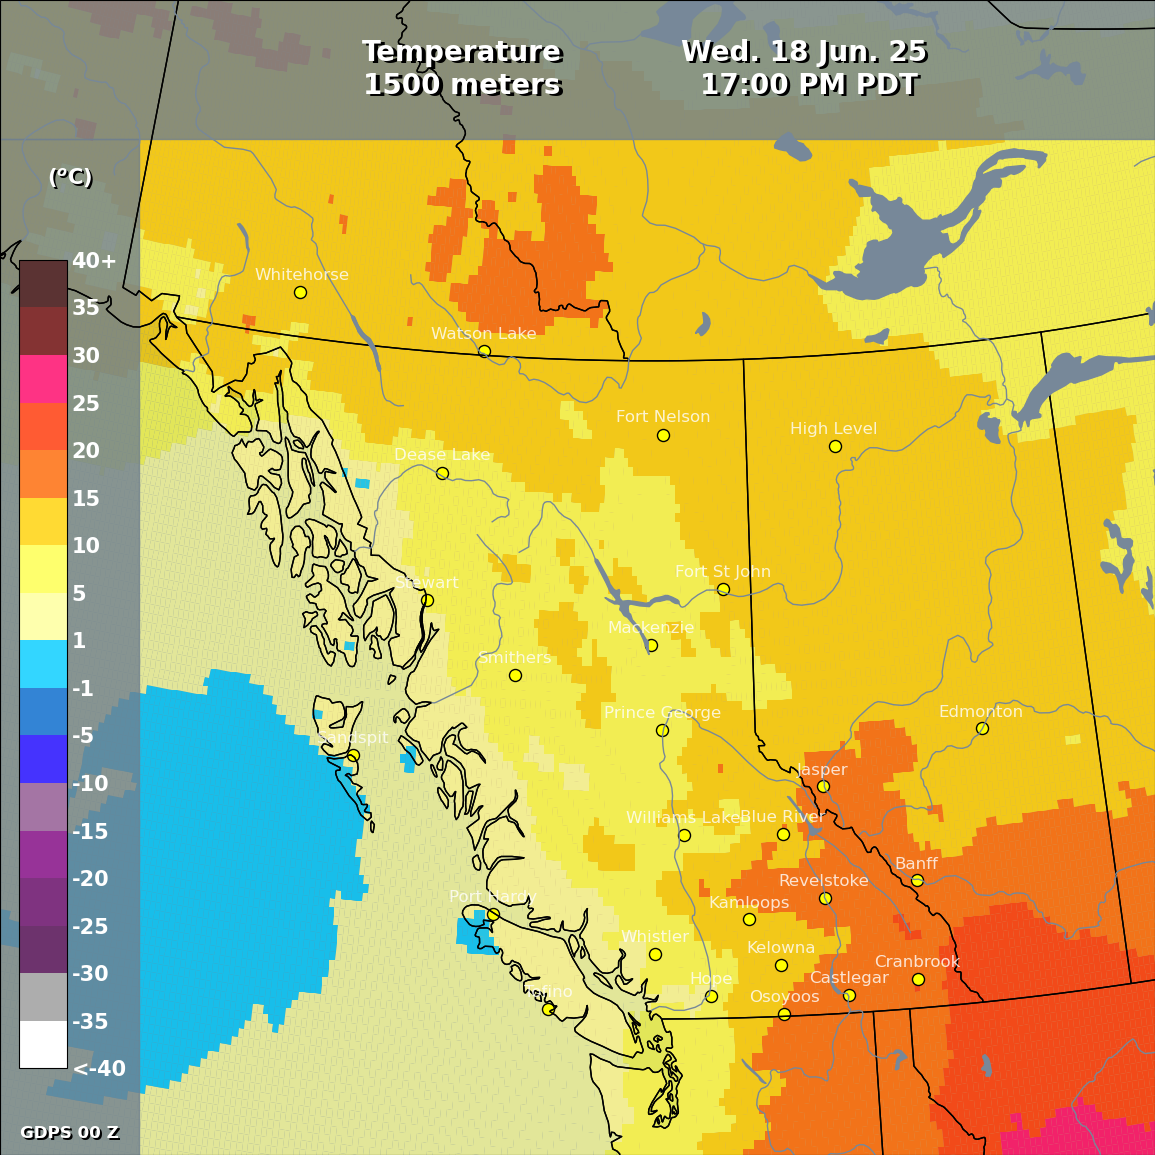 Temperature
1500 meters
Wed. 18 Jun. 25
17:00 PM PDT
(°C)
40+
35
30
25
20
15
10
5
1
-1
-5
-10
-15
-20
-25
-30
-35
<-40
GDPS 00 Z
Whitehorse
Watson Lake
Fort Nelson
High Level
Dease Lake
Fort St John
Stewart
Mackenzie
Smithers
Prince George
Edmonton
Sandspit
Jasper
Williams Lake
Blue River
Banff
Revelstoke
Port Hardy
Kamloops
Whistler
Kelowna
Cranbrook
Castlegar
Hope
Tofino
Osoyoos